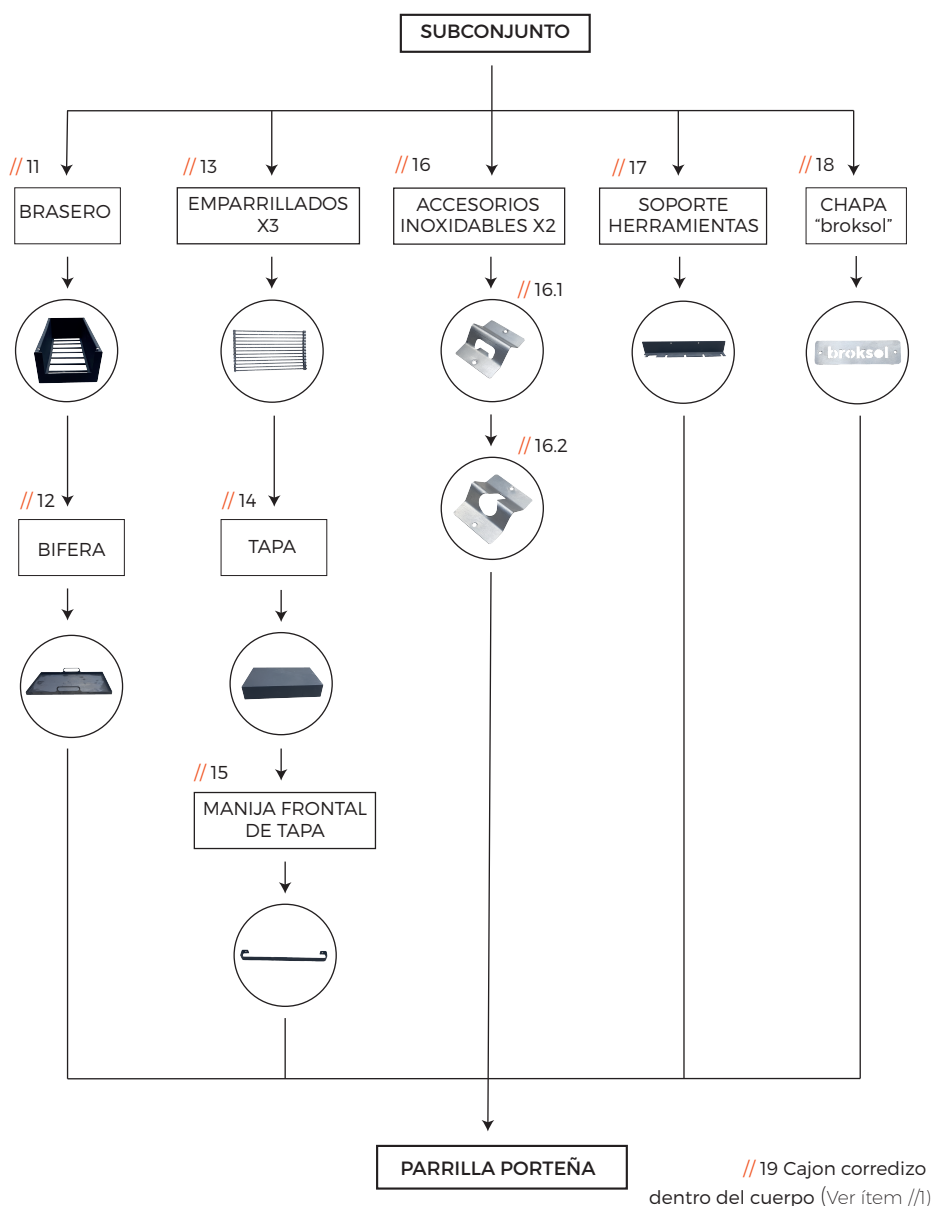 SUBCONJUNTO
// 11
// 13
// 16
// 17
// 18
BRASERO
EMPARRILLADOS
X3
ACCESORIOS
INOXIDABLES X2
SOPORTE
HERRAMIENTAS
CHAPA
“broksol”
// 16.1
broksol
// 16.2
// 12
// 14
BIFERA
TAPA
// 15
MANIJA FRONTAL
DE TAPA
PARRILLA PORTEÑA
// 19 Cajon corredizo
dentro del cuerpo (Ver ítem //1)